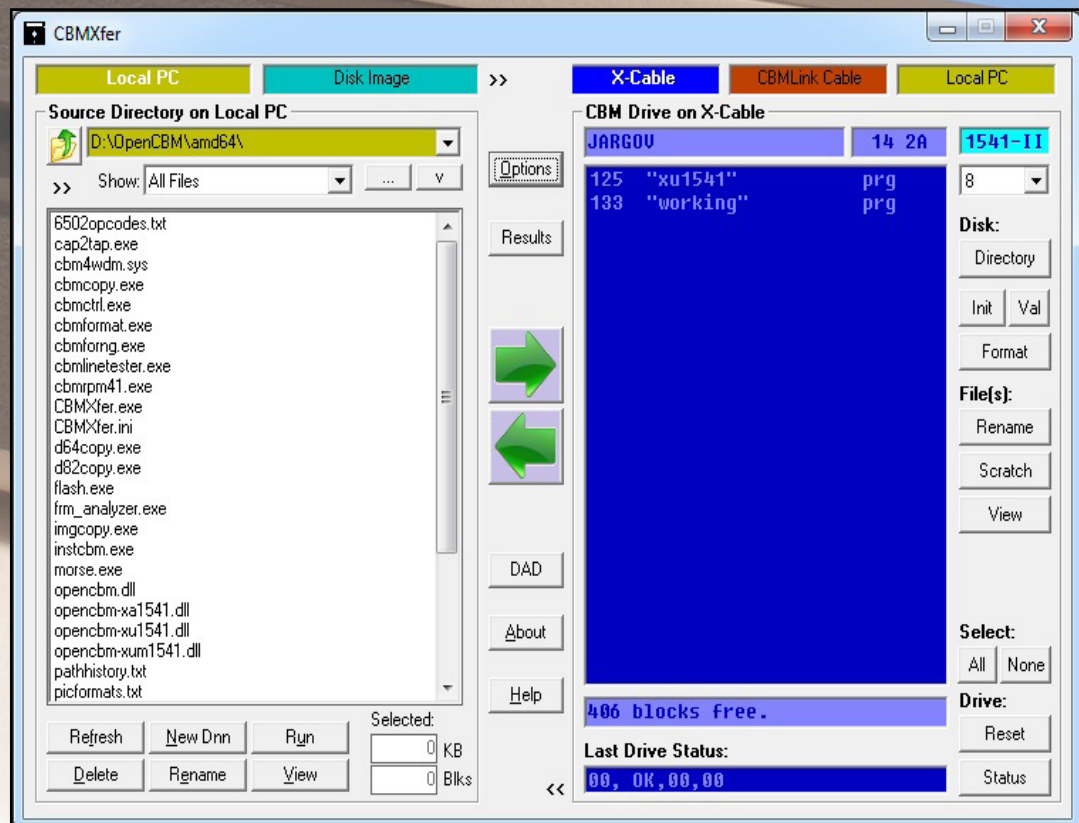 CBMXfer
Local PC
Disk Image
>>
X-Cable
CBMLink Cable
Local PC
Source Directory on Local PC
D:\OpenCBM\amd64\
>>
Show:
All Files
...
v
6502opcodes.txt
cap2tap.exe
cbm4wdm.sys
cbmcopy.exe
cbmctrl.exe
cbmformat.exe
cbmforng.exe
cbmlinetester.exe
cbmrpm41.exe
CBMXfer.exe
CBMXfer.ini
d64copy.exe
d82copy.exe
flash.exe
frm_analyzer.exe
imgcopy.exe
instcbm.exe
morse.exe
opencbm.dll
opencbm-xa1541.dll
opencbm-xu1541.dll
opencbm-xum1541.dll
pathhistory.txt
picformats.txt
Refresh
New Dnn
Run
Delete
Rename
View
Selected:
0 KB
0 Blks
Options
Results
DAD
About
Help
<<
CBM Drive on X-Cable
JARGOV
14 2A
1541-II
125 "xu1541" prg
133 "working" prg
406 blocks free.
Last Drive Status:
00, OK,00,00
8
Disk:
Directory
Init
Val
Format
File(s):
Rename
Scratch
View
Select:
All
None
Drive:
Reset
Status